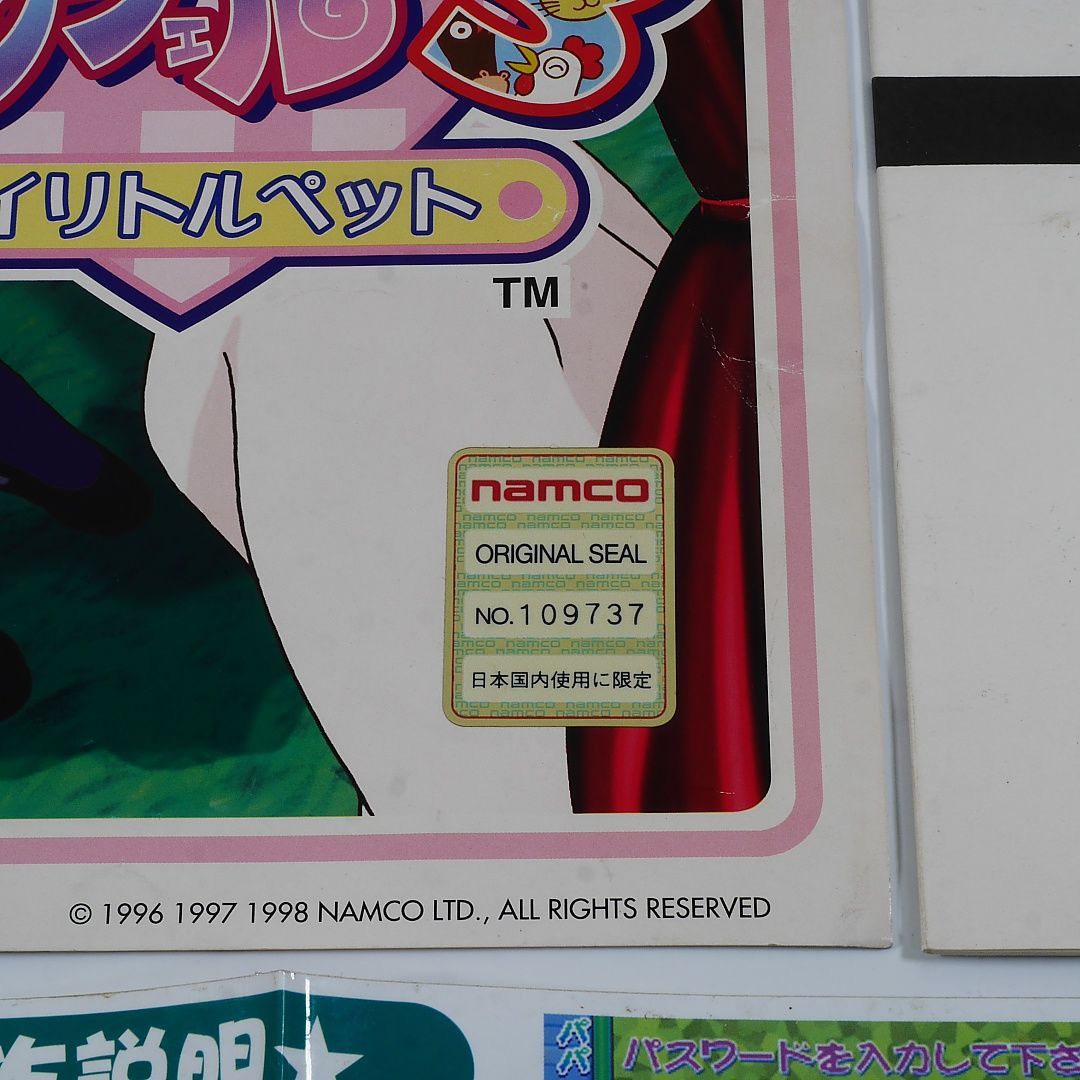 イリトルペット
TM
namco
ORIGINAL SEAL
NO.109737
日本国内使用に限定
© 1996 1997 1998 NAMCO LTD., ALL RIGHTS RESERVED
作説明★
パパ
パスワードを入力して下さ